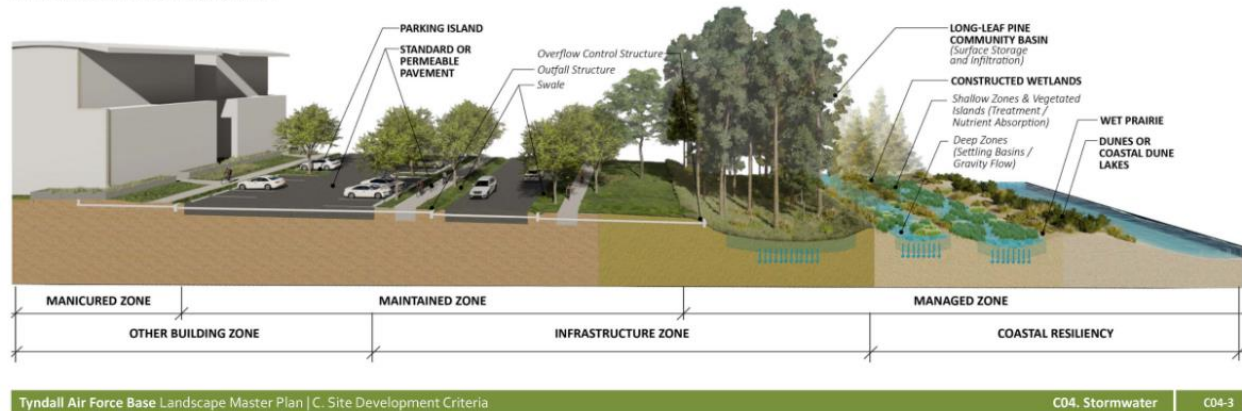 PARKING ISLAND
STANDARD OR
PERMEABLE
PAVEMENT
Overflow Control Structure
Outfall Structure
Swale
LONG-LEAF PINE
COMMUNITY BASIN
(Surface Storage
and Infiltration)
CONSTRUCTED WETLANDS
Shallow Zones & Vegetated
Islands (Treatment /
Nutrient Absorption)
Deep Zones
(Settling Basins /
Gravity Flow)
WET PRAIRIE
DUNES OR
COASTAL DUNE
LAKES
MANICURED ZONE
MAINTAINED ZONE
MANAGED ZONE
OTHER BUILDING ZONE
INFRASTRUCTURE ZONE
COASTAL RESILIENCY
Tyndall Air Force Base Landscape Master Plan | C. Site Development Criteria
C04. Stormwater
C04-3